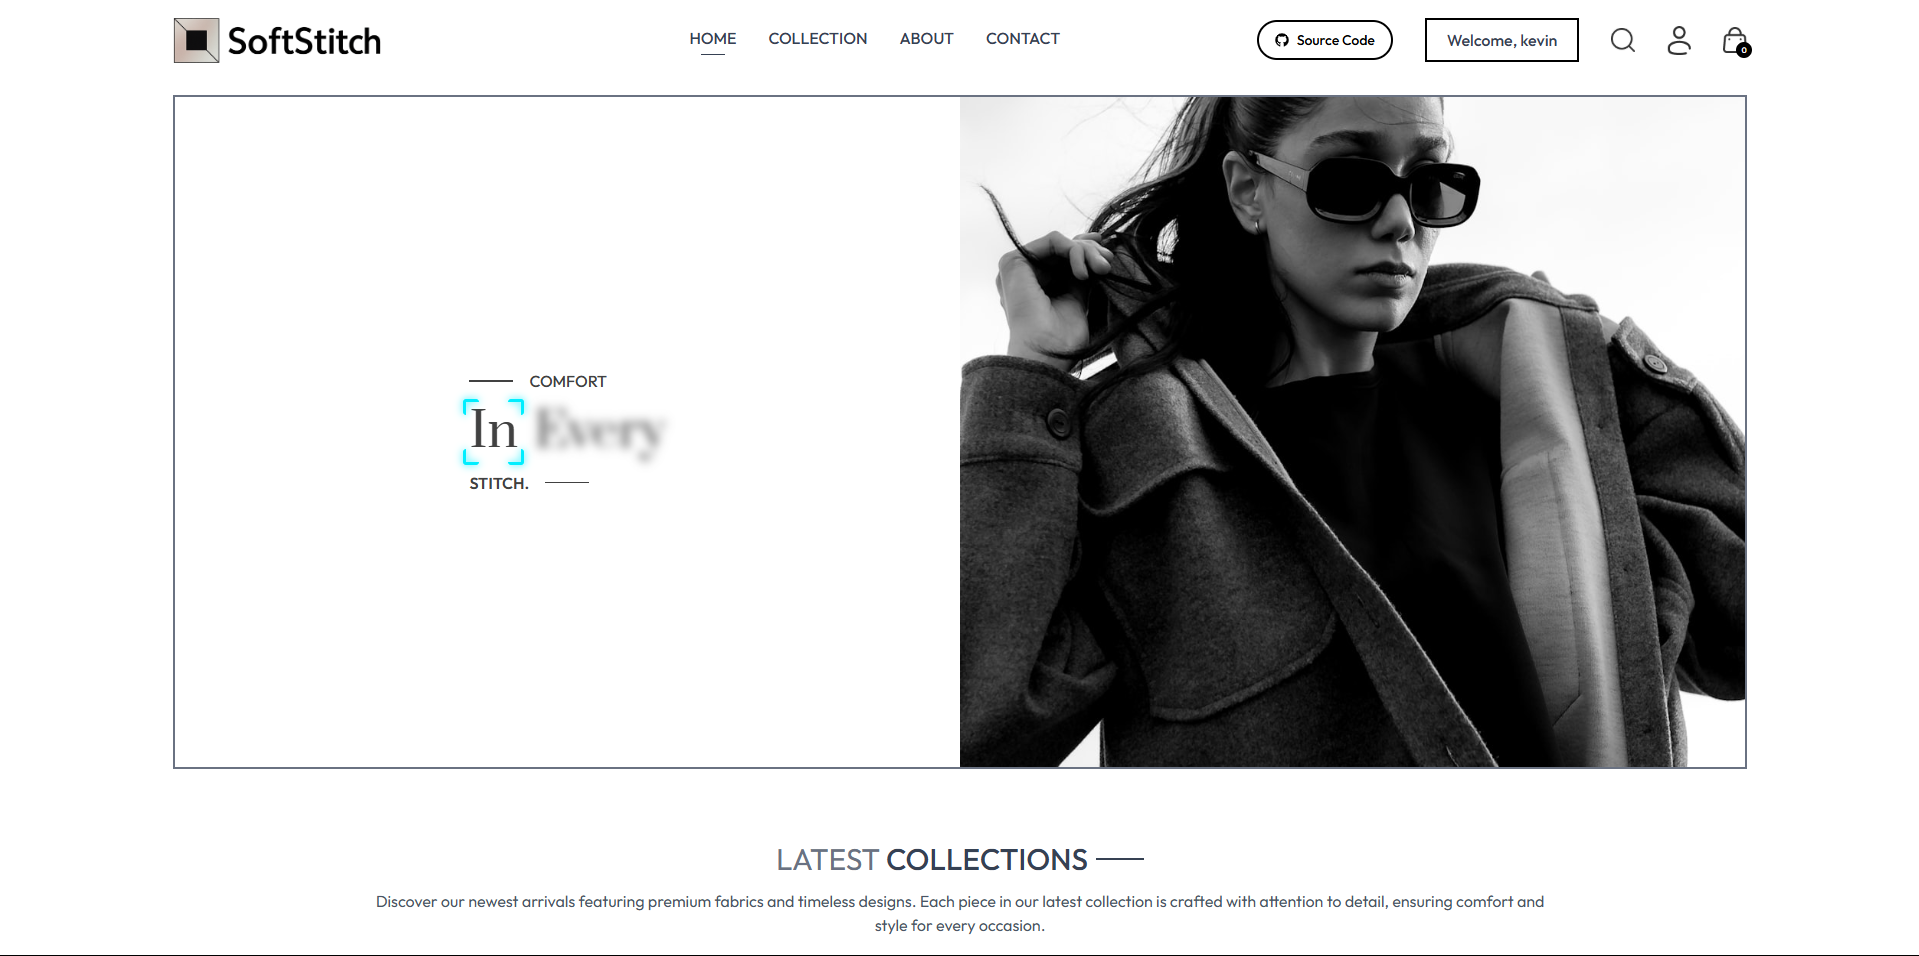 SoftStitch
HOME COLLECTION ABOUT CONTACT
Source Code
Welcome, kevin
0
COMFORT
In Every
STITCH.
LATEST COLLECTIONS
Discover our newest arrivals featuring premium fabrics and timeless designs. Each piece in our latest collection is crafted with attention to detail, ensuring comfort and
style for every occasion.